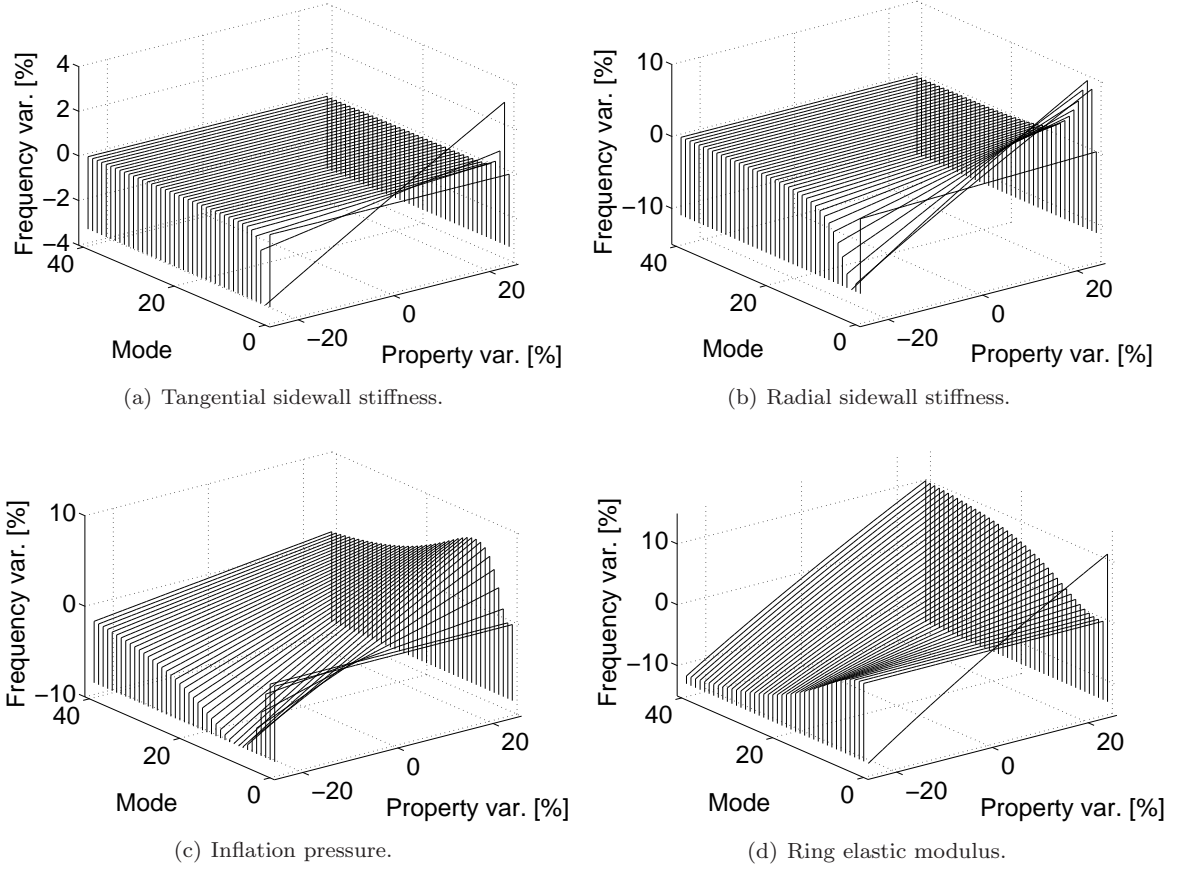 4
2
0
−2
−4
Frequency var. [%]
40
20
0
Mode
−20
0
20
Property var. [%]
(a) Tangential sidewall stiffness.
10
0
−10
Frequency var. [%]
40
20
0
Mode
−20
0
20
Property var. [%]
(b) Radial sidewall stiffness.
10
0
−10
Frequency var. [%]
40
20
0
Mode
−20
0
20
Property var. [%]
(c) Inflation pressure.
10
0
−10
Frequency var. [%]
40
20
0
Mode
−20
0
20
Property var. [%]
(d) Ring elastic modulus.